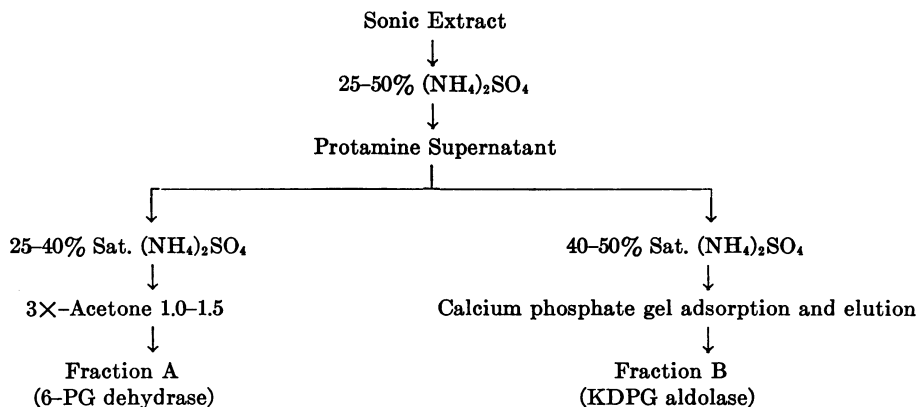 Sonic Extract
25–50% (NH₄)₂SO₄
Protamine Supernatant
25–40% Sat. (NH₄)₂SO₄
40–50% Sat. (NH₄)₂SO₄
3×–Acetone 1.0–1.5
Calcium phosphate gel adsorption and elution
Fraction A
(6–PG dehydrase)
Fraction B
(KDPG aldolase)